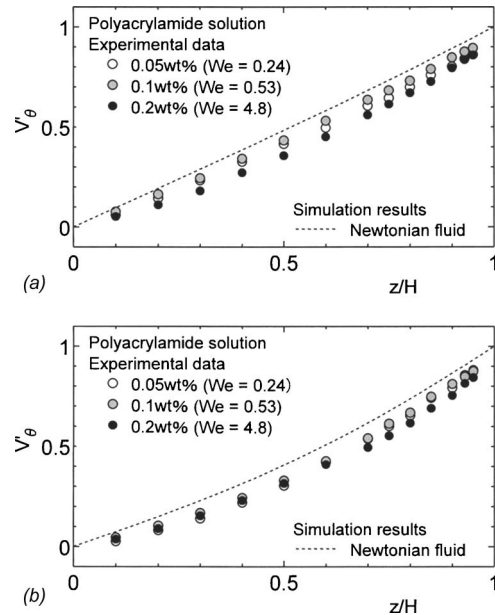 Polyacrylamide solution
Experimental data
0.05wt% (We = 0.24)
0.1wt% (We = 0.53)
0.2wt% (We = 4.8)
Simulation results
Newtonian fluid
V'θ
1
0.5
0
0
0.5
1
z/H
(a)
Polyacrylamide solution
Experimental data
0.05wt% (We = 0.24)
0.1wt% (We = 0.53)
0.2wt% (We = 4.8)
Simulation results
Newtonian fluid
V'θ
1
0.5
0
0
0.5
1
z/H
(b)